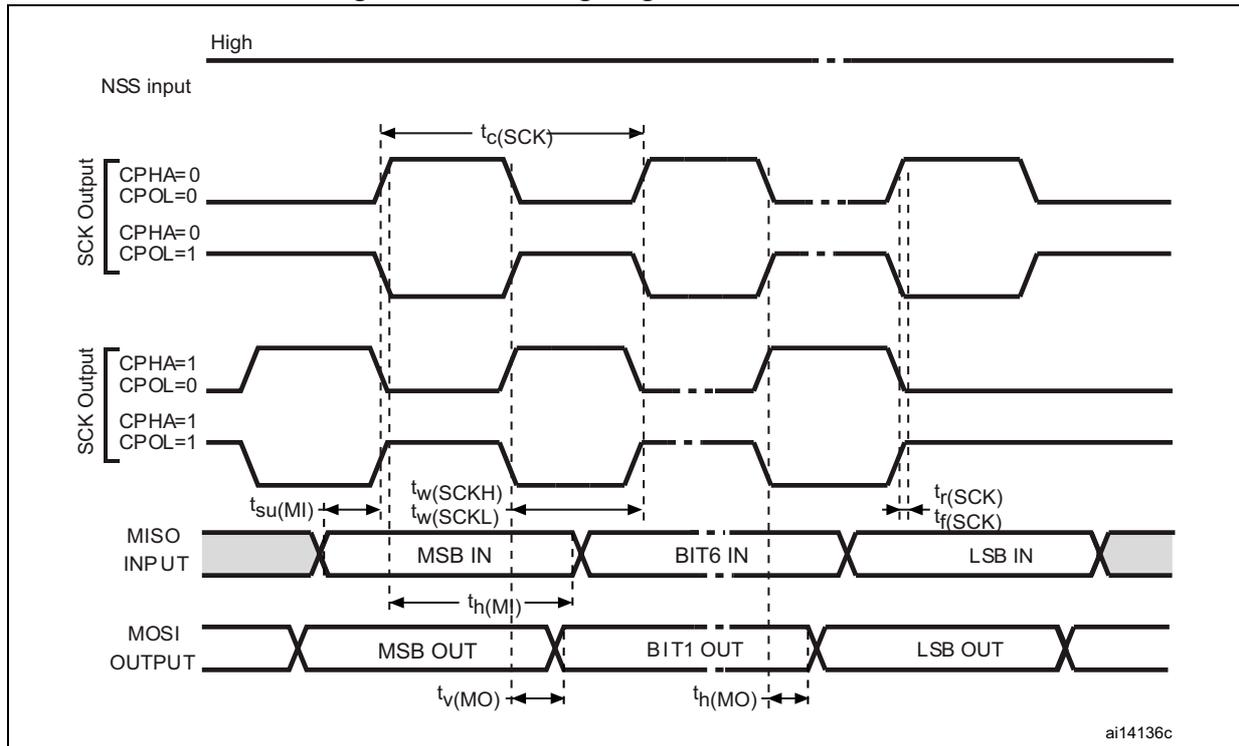 High
NSS input
tc(SCK)
SCK Output
CPHA=0
CPOL=0
CPHA=0
CPOL=1
SCK Output
CPHA=1
CPOL=0
CPHA=1
CPOL=1
tsu(MI)
tw(SCKH)
tw(SCKL)
tr(SCK)
tf(SCK)
MISO
INPUT
MSB IN
BIT6 IN
LSB IN
th(MI)
MOSI
OUTPUT
MSB OUT
BIT1 OUT
LSB OUT
tv(MO)
th(MO)
ai14136c